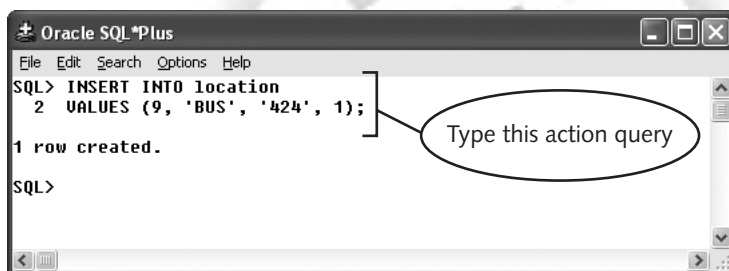 Oracle SQL*Plus
File Edit Search Options Help
SQL> INSERT INTO location
2 VALUES (9, 'BUS', '424', 1);
Type this action query
1 row created.
SQL>